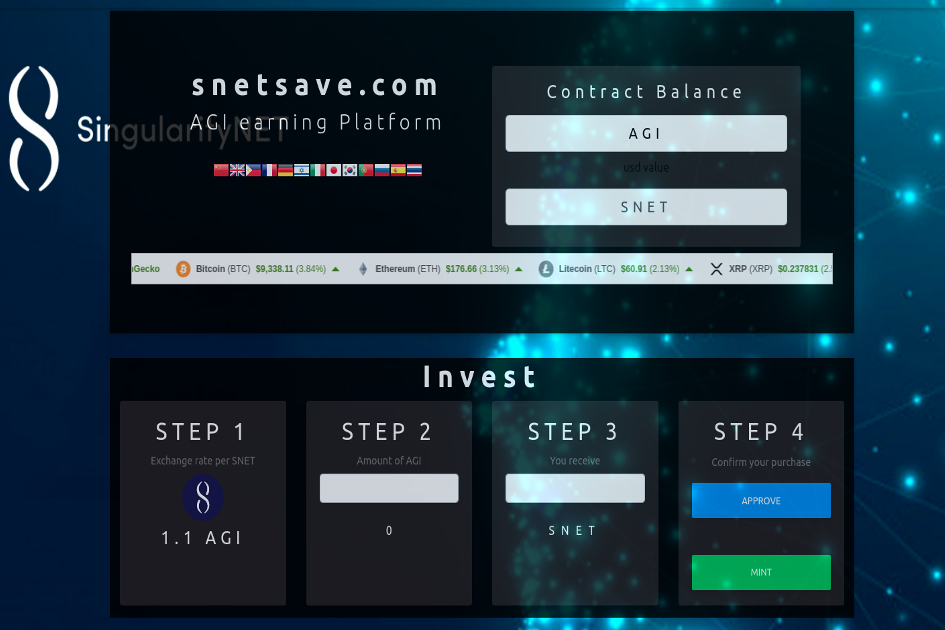 snetsave.com
SingularityNET
AGI earning Platform
Contract Balance
AGI
usd value
SNET
Gecko Bitcoin (BTC) $9,338.11 (3.84%) Ethereum (ETH) $176.66 (3.13%) Litecoin (LTC) $60.91 (2.13%) XRP (XRP) $0.237831
Invest
STEP 1
Exchange rate per SNET
1.1 AGI
STEP 2
Amount of AGI
0
STEP 3
You receive
SNET
STEP 4
Confirm your purchase
APPROVE
MINT